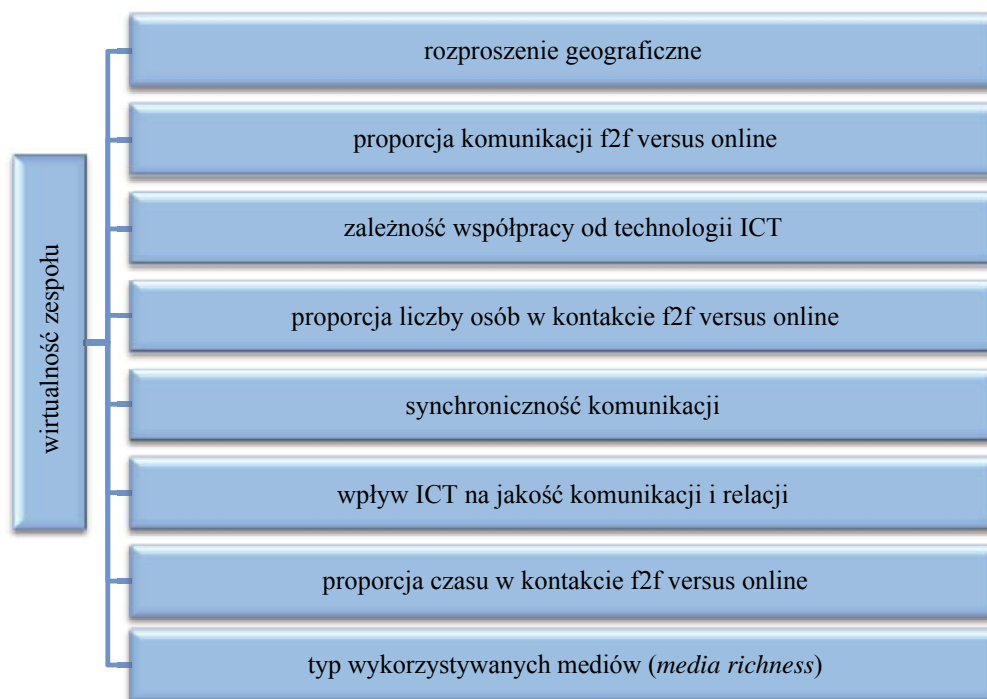 wirtualność zespołu
rozproszenie geograficzne
proporcja komunikacji f2f versus online
zależność współpracy od technologii ICT
proporcja liczby osób w kontakcie f2f versus online
synchroniczność komunikacji
wpływ ICT na jakość komunikacji i relacji
proporcja czasu w kontakcie f2f versus online
typ wykorzystywanych mediów (media richness)